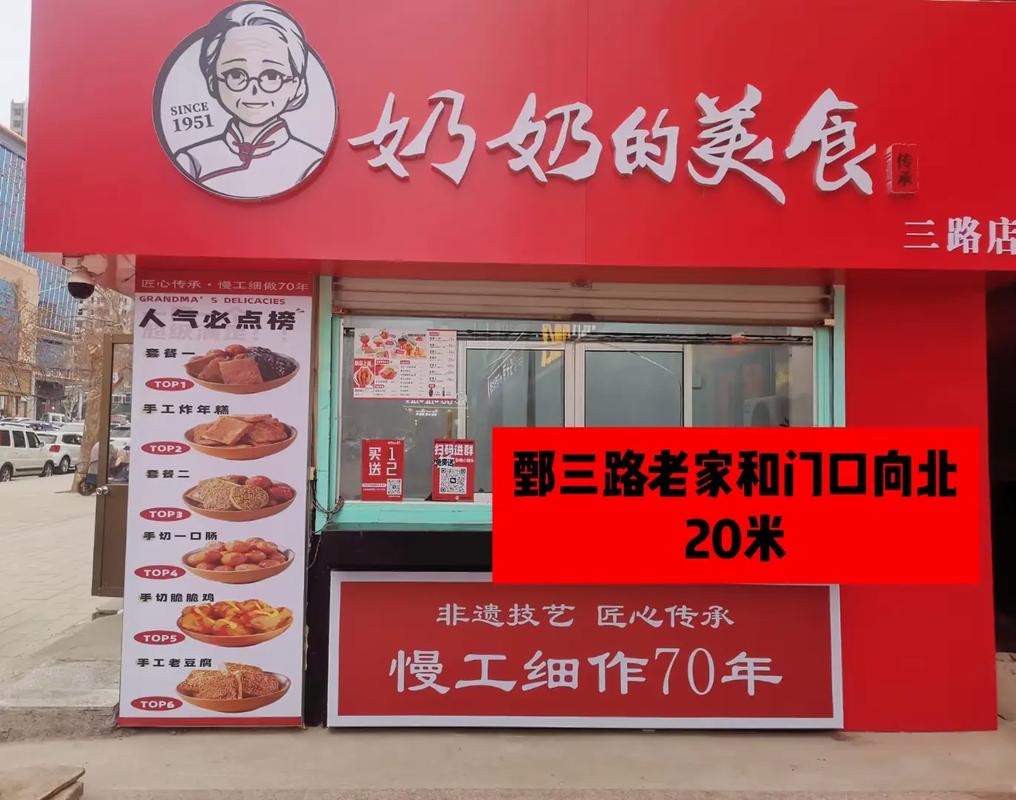 SINCE
1951
奶奶的美食
传承
三路店
匠心传承·慢工细做70年
GRANDMA'S DELICACIES
人气必点榜
套餐一
TOP1
手工炸年糕
TOP2
套餐二
TOP3
手切一口肠
TOP4
手切脆脆鸡
TOP5
手工老豆腐
TOP6
买1
送2
扫码进群
鄄三路老家和门口向北
20米
非遗技艺 匠心传承
慢工细作70年